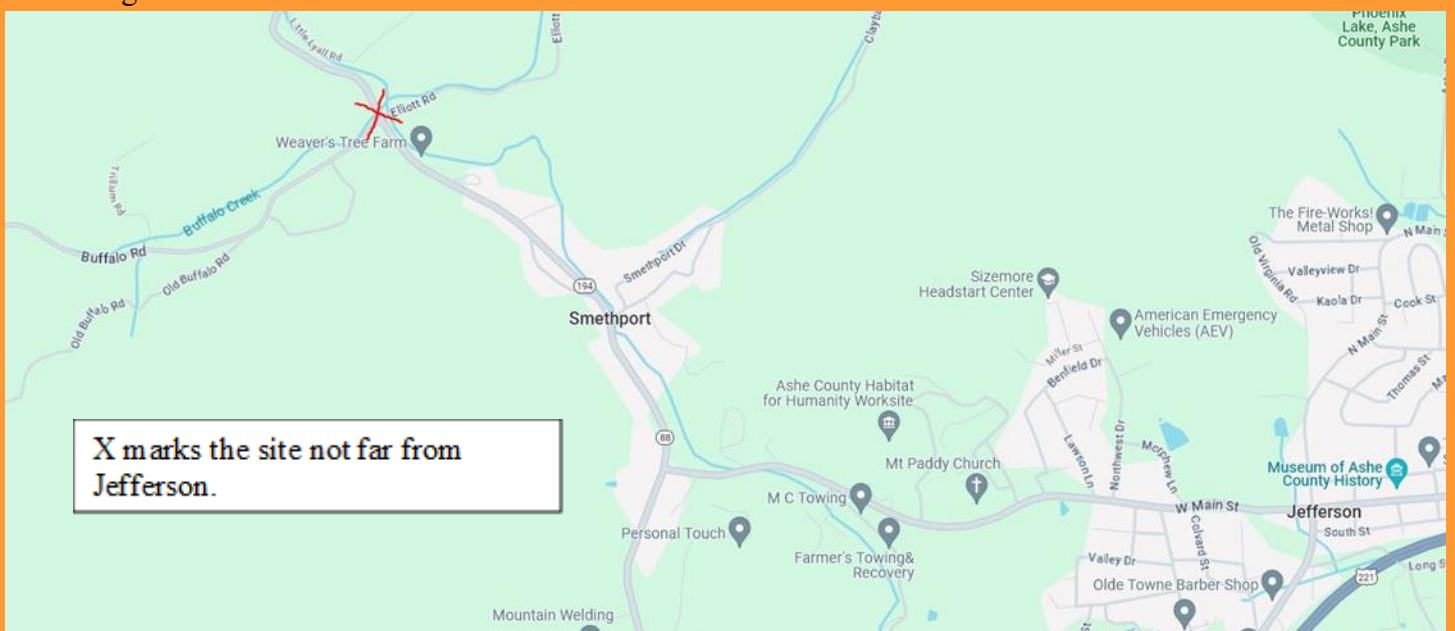 Phoenix
Lake, Ashe
County Park
Little Lyall Rd
Elliott
Elliott Rd
Weaver's Tree Farm
Trillium Rd
Buffalo Creek
Buffalo Rd
Old Buffalo Rd
Old Buffalo Rd
194
Smethport Dr
Smethport
The Fire-Works!
Metal Shop
N Main
Old Virginia Rd
Valleyview Dr
Kaola Dr
Cook St
N Main St
Thomas St
Sizemore
Headstart Center
American Emergency
Vehicles (AEV)
Miller St
Benfield Dr
Ashe County Habitat
for Humanity Worksite
X marks the site not far from
Jefferson.
88
Lawson Ln
Northwest Dr
Morphew Ln
Mt Paddy Church
Museum of Ashe
County History
M C Towing
W Main St
Jefferson
South St
Personal Touch
Farmer's Towing&
Recovery
Colvard St
Valley Dr
Olde Towne Barber Shop
221
Long
Mountain Welding